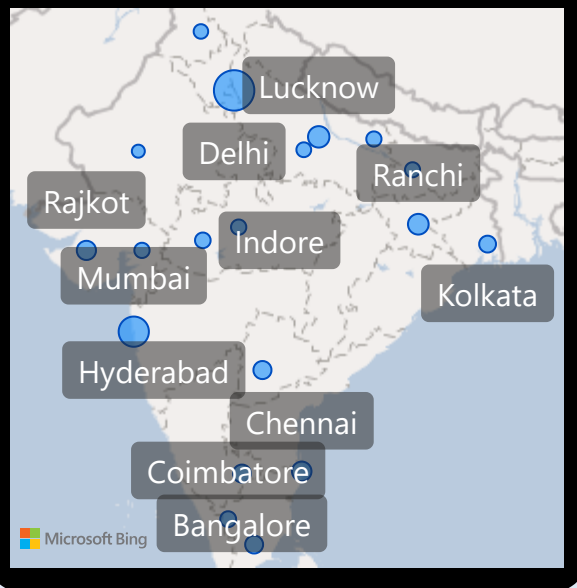 Lucknow
Delhi
Ranchi
Rajkot
Indore
Mumbai
Kolkata
Hyderabad
Chennai
Coimbatore
Bangalore
Microsoft Bing